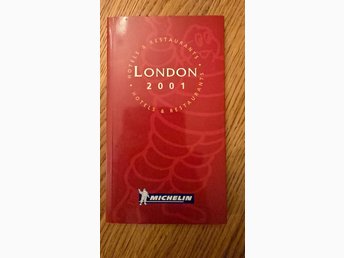 • HOTELS & RESTAURANTS •
LONDON
2001
HOTELS & RESTAURANTS
MICHELIN